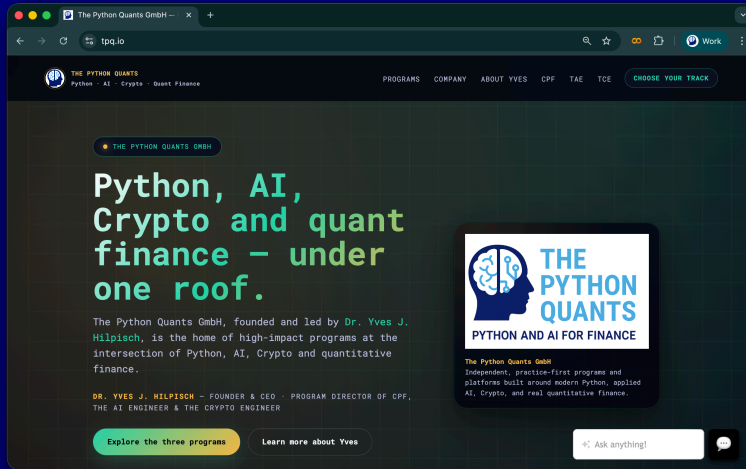 The Python Quants GmbH —
tpq.io
Work
THE PYTHON QUANTS
Python · AI · Crypto · Quant Finance
PROGRAMS
COMPANY
ABOUT YVES
CPF
TAE
TCE
CHOOSE YOUR TRACK
THE PYTHON QUANTS GMBH
Python, AI,
Crypto and quant
finance — under
one roof.
The Python Quants GmbH, founded and led by Dr. Yves J.
Hilpisch, is the home of high-impact programs at the
intersection of Python, AI, Crypto and quantitative
finance.
DR. YVES J. HILPISCH — FOUNDER & CEO · PROGRAM DIRECTOR OF CPF,
THE AI ENGINEER & THE CRYPTO ENGINEER
Explore the three programs
Learn more about Yves
THE
PYTHON
QUANTS
PYTHON AND AI FOR FINANCE
The Python Quants GmbH
Independent, practice-first programs and
platforms built around modern Python, applied
AI, Crypto, and real quantitative finance.
Ask anything!